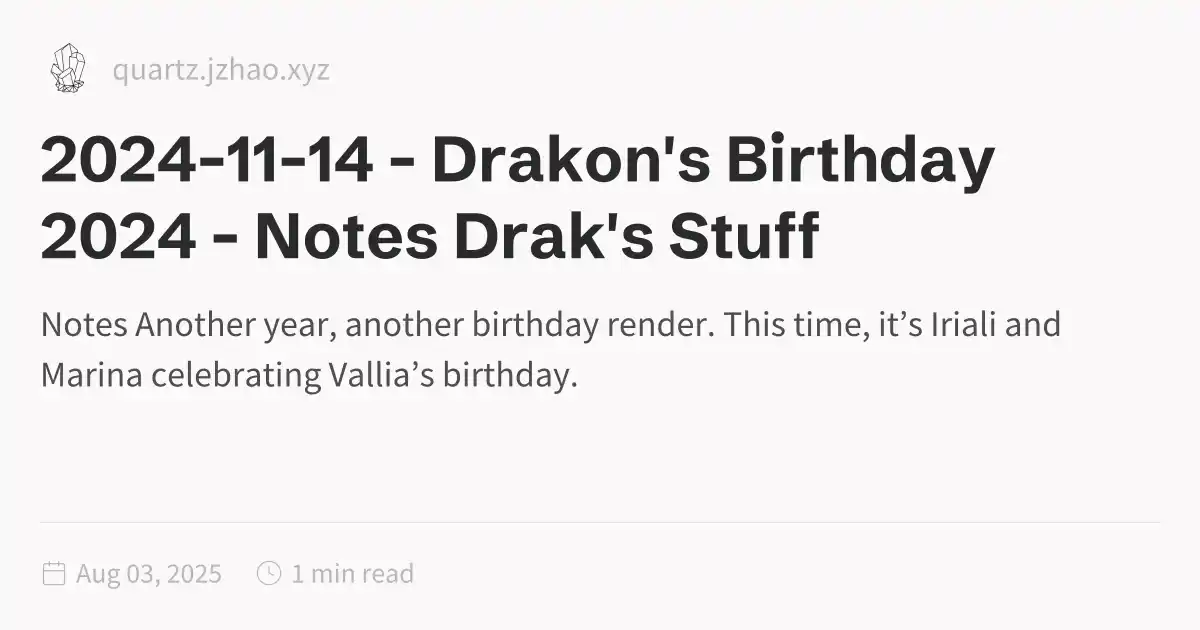 quartz.jzhao.xyz
2024-11-14 - Drakon's Birthday
2024 - Notes Drak's Stuff
Notes Another year, another birthday render. This time, it’s Iriali and
Marina celebrating Vallia’s birthday.
Aug 03, 2025 1 min read